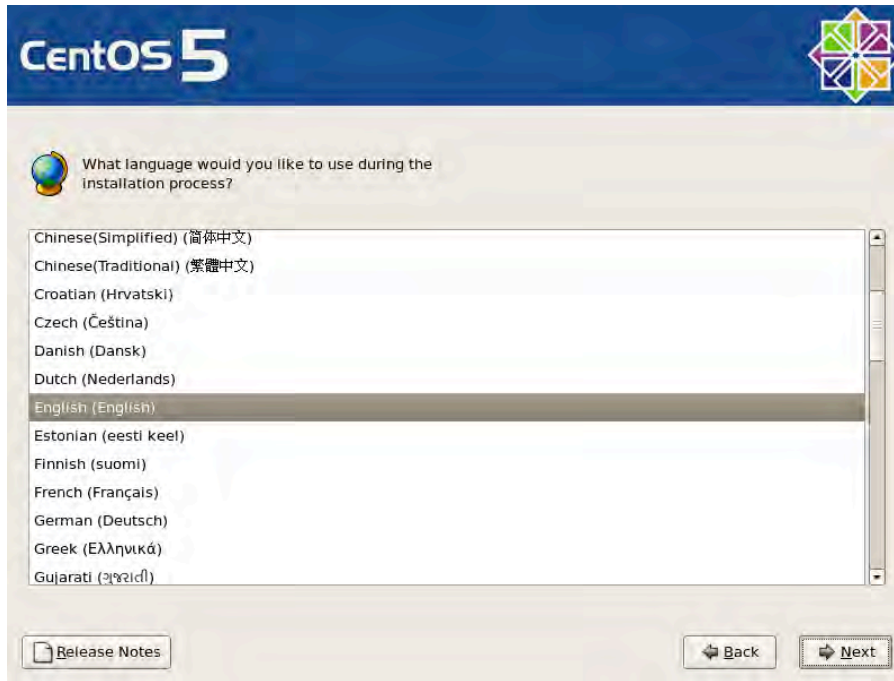 CentOS 5
What language would you like to use during the
installation process?
Chinese(Simplified) (简体中文)
Chinese(Traditional) (繁體中文)
Croatian (Hrvatski)
Czech (Čeština)
Danish (Dansk)
Dutch (Nederlands)
English (English)
Estonian (eesti keel)
Finnish (suomi)
French (Français)
German (Deutsch)
Greek (Ελληνικά)
Gujarati (ગુજરાતી)
Release Notes
Back
Next